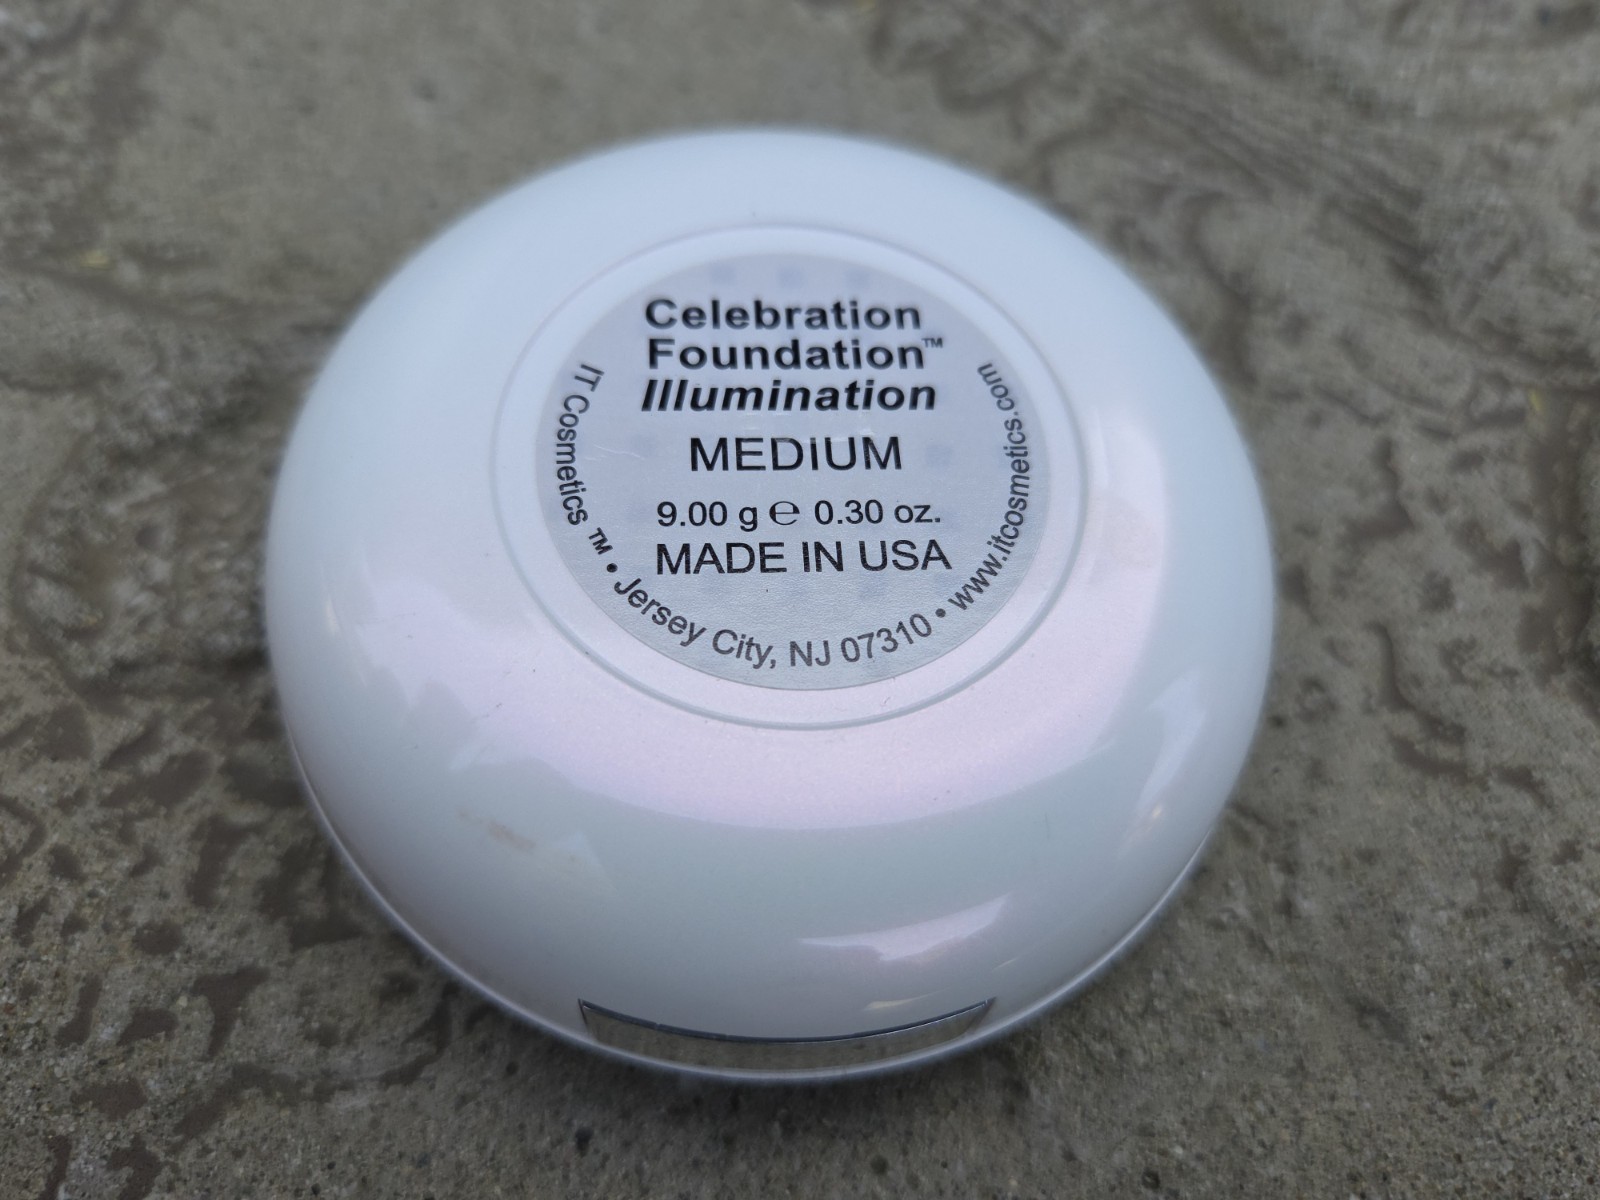 Celebration
Foundation™
Illumination
MEDIUM
9.00 g ℮ 0.30 oz.
MADE IN USA
IT Cosmetics ™ • Jersey City, NJ 07310 • www.itcosmetics.com